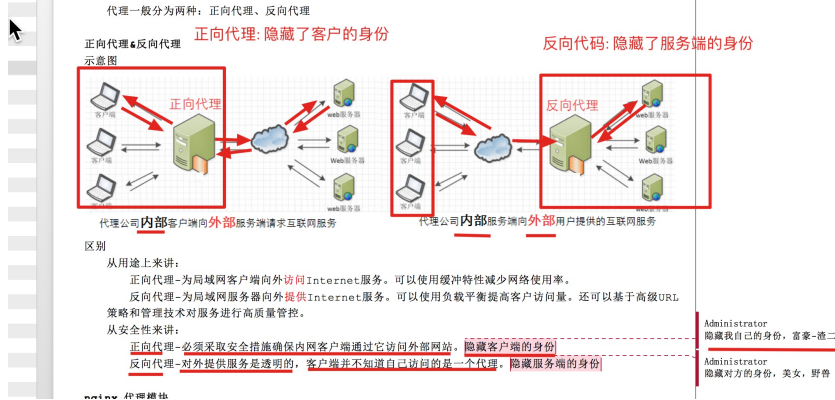 代理一般分为两种：正向代理、反向代理
正向代理: 隐藏了客户的身份
反向代码: 隐藏了服务端的身份
正向代理&反向代理
示意图
正向代理
客户端
客户端
客户端
web服务器
Web服务器
web服务器
代理公司内部客户端向外部服务端请求互联网服务
反向代理
客户端
客户端
客户端
web服务器
Web服务器
web服务器
代理公司内部服务端向外部用户提供的互联网服务
区别
从用途上来讲：
正向代理-为局域网客户端向外访问Internet服务。可以使用缓冲特性减少网络使用率。
反向代理-为局域网服务器向外提供Internet服务。可以使用负载平衡提高客户访问量。还可以基于高级URL
策略和管理技术对服务进行高质量管控。
从安全性来讲：
正向代理-必须采取安全措施确保内网客户端通过它访问外部网站。隐藏客户端的身份
反向代理-对外提供服务是透明的，客户端并不知道自己访问的是一个代理。隐藏服务端的身份
Administrator
隐藏我自己的身份，富豪-渣二
Administrator
隐藏对方的身份，美女，野兽
nginx 代理模块